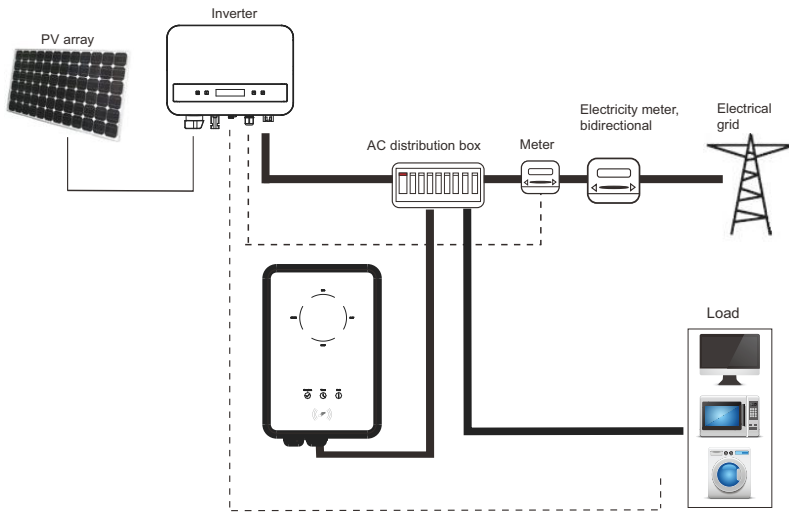 Inverter
PV array
Electricity meter,
bidirectional
Electrical
grid
AC distribution box
Meter
Load